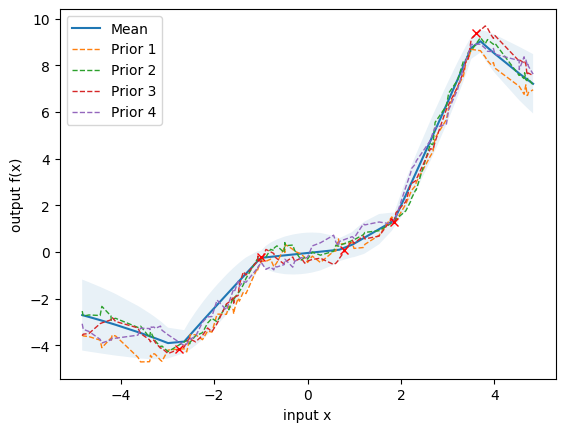 Mean
Prior 1
Prior 2
Prior 3
Prior 4
10
8
6
4
2
0
−2
−4
output f(x)
−4 −2 0 2 4
input x